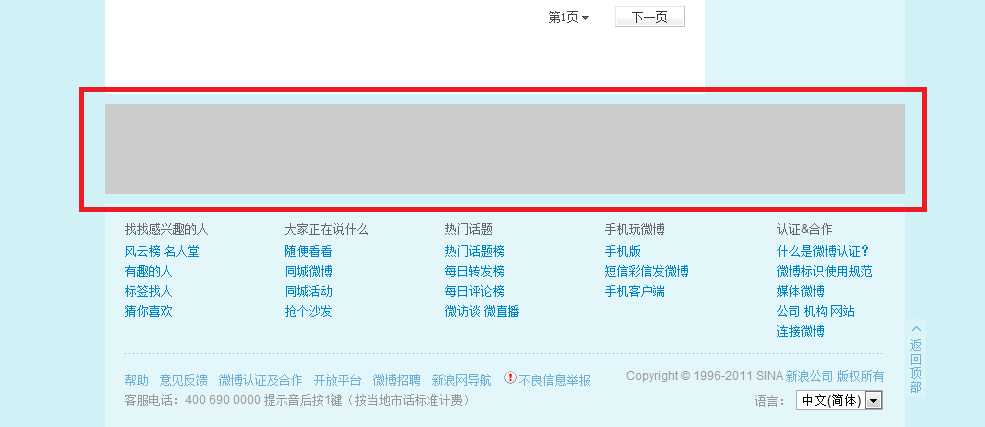 第1页 下一页
找找感兴趣的人 大家正在说什么 热门话题 手机玩微博 认证&合作
风云榜 名人堂 随便看看 热门话题榜 手机版 什么是微博认证?
有趣的人 同城微博 每日转发榜 短信彩信发微博 微博标识使用规范
标签找人 同城活动 每日评论榜 手机客户端 媒体微博
猜你喜欢 抢个沙发 微访谈 微直播 公司 机构 网站
连接微博
返回顶部
帮助 意见反馈 微博认证及合作 开放平台 微博招聘 新浪网导航 不良信息举报 Copyright © 1996-2011 SINA 新浪公司 版权所有
客服电话：400 690 0000 提示音后按1键（按当地市话标准计费） 语言： 中文(简体)